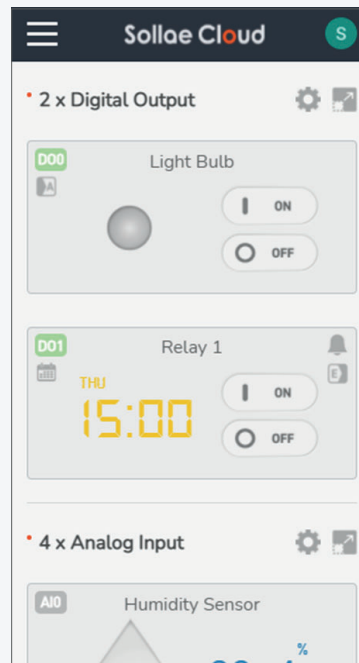 Sollae Cloud
S
2 x Digital Output
DO0
Light Bulb
A
ON
OFF
DO1
Relay 1
E
THU
15:00
ON
OFF
4 x Analog Input
AI0
Humidity Sensor
%